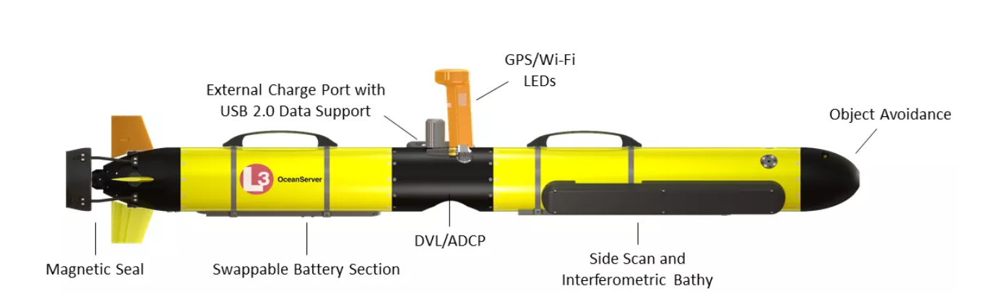 GPS/Wi-Fi
LEDs
External Charge Port with
USB 2.0 Data Support
Object Avoidance
L3 OceanServer
DVL/ADCP
Side Scan and
Interferometric Bathy
Magnetic Seal
Swappable Battery Section